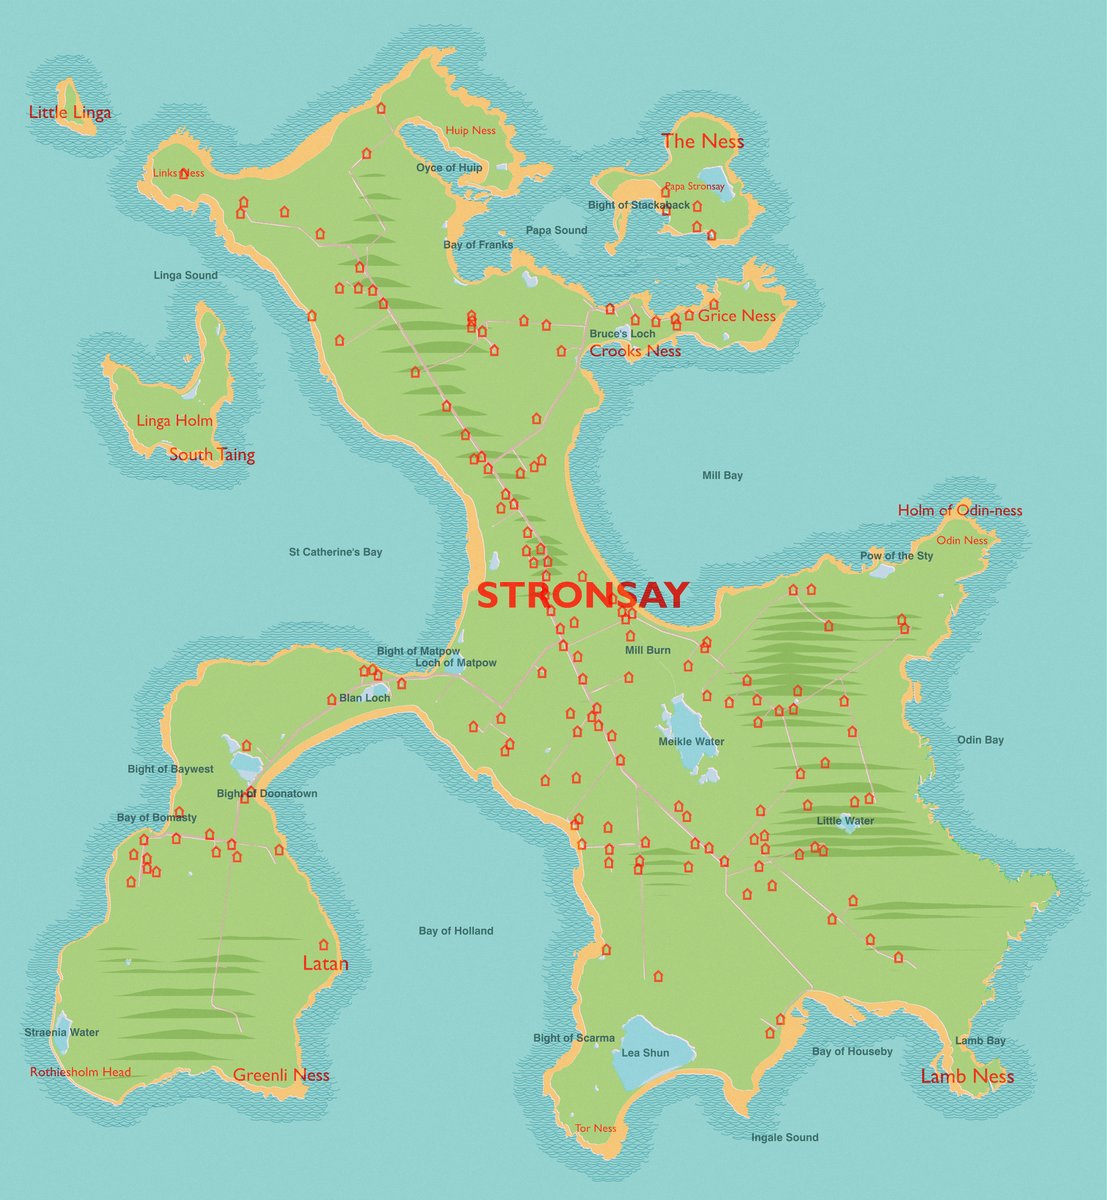 Little Linga
Huip Ness
The Ness
Oyce of Huip
Links Ness
Papa Stronsay
Bight of Stackaback
Papa Sound
Bay of Franks
Linga Sound
Grice Ness
Bruce's Loch
Crooks Ness
Linga Holm
South Taing
Mill Bay
Holm of Odin-ness
Odin Ness
St Catherine's Bay
Pow of the Sty
STRONSAY
Bight of Matpow
Mill Burn
Loch of Matpow
Blan Loch
Meikle Water
Odin Bay
Bight of Baywest
Bight of Doonatown
Bay of Bomasty
Little Water
Bay of Holland
Latan
Straenia Water
Bight of Scarma
Lea Shun
Lamb Bay
Bay of Houseby
Rothiesholm Head
Greenli Ness
Lamb Ness
Tor Ness
Ingale Sound